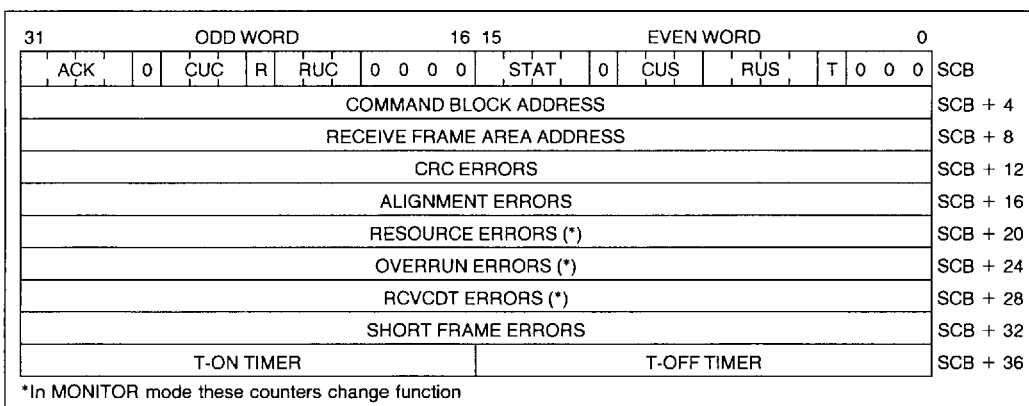 31 ODD WORD 16 15 EVEN WORD 0
ACK 0 CUC R RUC 0 0 0 0 STAT 0 CUS RUS T 0 0 0 SCB
COMMAND BLOCK ADDRESS SCB + 4
RECEIVE FRAME AREA ADDRESS SCB + 8
CRC ERRORS SCB + 12
ALIGNMENT ERRORS SCB + 16
RESOURCE ERRORS (*) SCB + 20
OVERRUN ERRORS (*) SCB + 24
RCVCDT ERRORS (*) SCB + 28
SHORT FRAME ERRORS SCB + 32
T-ON TIMER T-OFF TIMER SCB + 36
*In MONITOR mode these counters change function